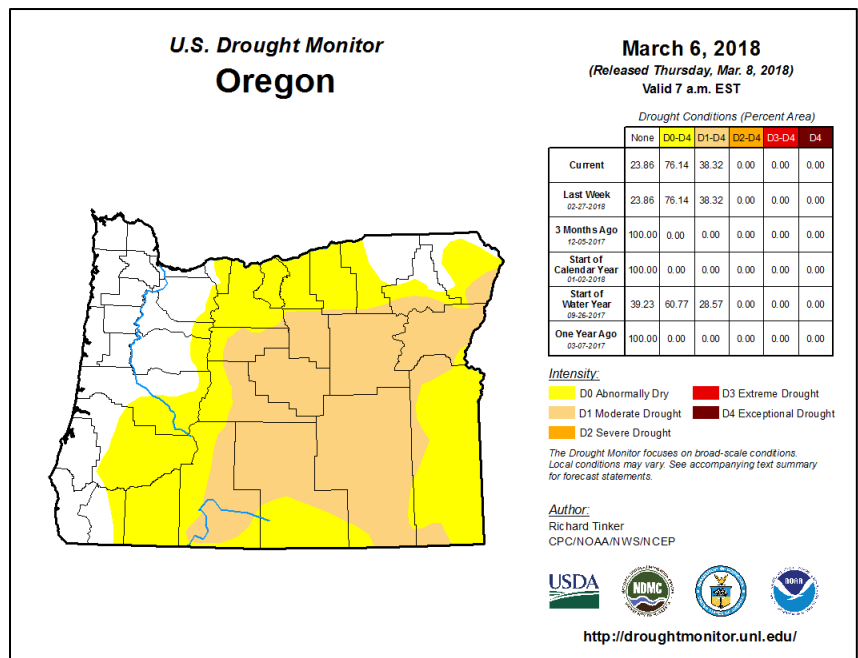 U.S. Drought Monitor
Oregon
March 6, 2018
(Released Thursday, Mar. 8, 2018)
Valid 7 a.m. EST
Drought Conditions (Percent Area)
None D0-D4 D1-D4 D2-D4 D3-D4 D4
Current 23.86 76.14 38.32 0.00 0.00 0.00
Last Week
02-27-2018
23.86 76.14 38.32 0.00 0.00 0.00
3 Months Ago
12-05-2017
100.00 0.00 0.00 0.00 0.00 0.00
Start of
Calendar Year
01-02-2018
100.00 0.00 0.00 0.00 0.00 0.00
Start of
Water Year
09-26-2017
39.23 60.77 28.57 0.00 0.00 0.00
One Year Ago
03-07-2017
100.00 0.00 0.00 0.00 0.00 0.00
Intensity:
D0 Abnormally Dry
D1 Moderate Drought
D2 Severe Drought
D3 Extreme Drought
D4 Exceptional Drought
The Drought Monitor focuses on broad-scale conditions.
Local conditions may vary. See accompanying text summary
for forecast statements.
Author:
Richard Tinker
CPC/NOAA/NWS/NCEP
USDA
NDMC
NOAA
http://droughtmonitor.unl.edu/